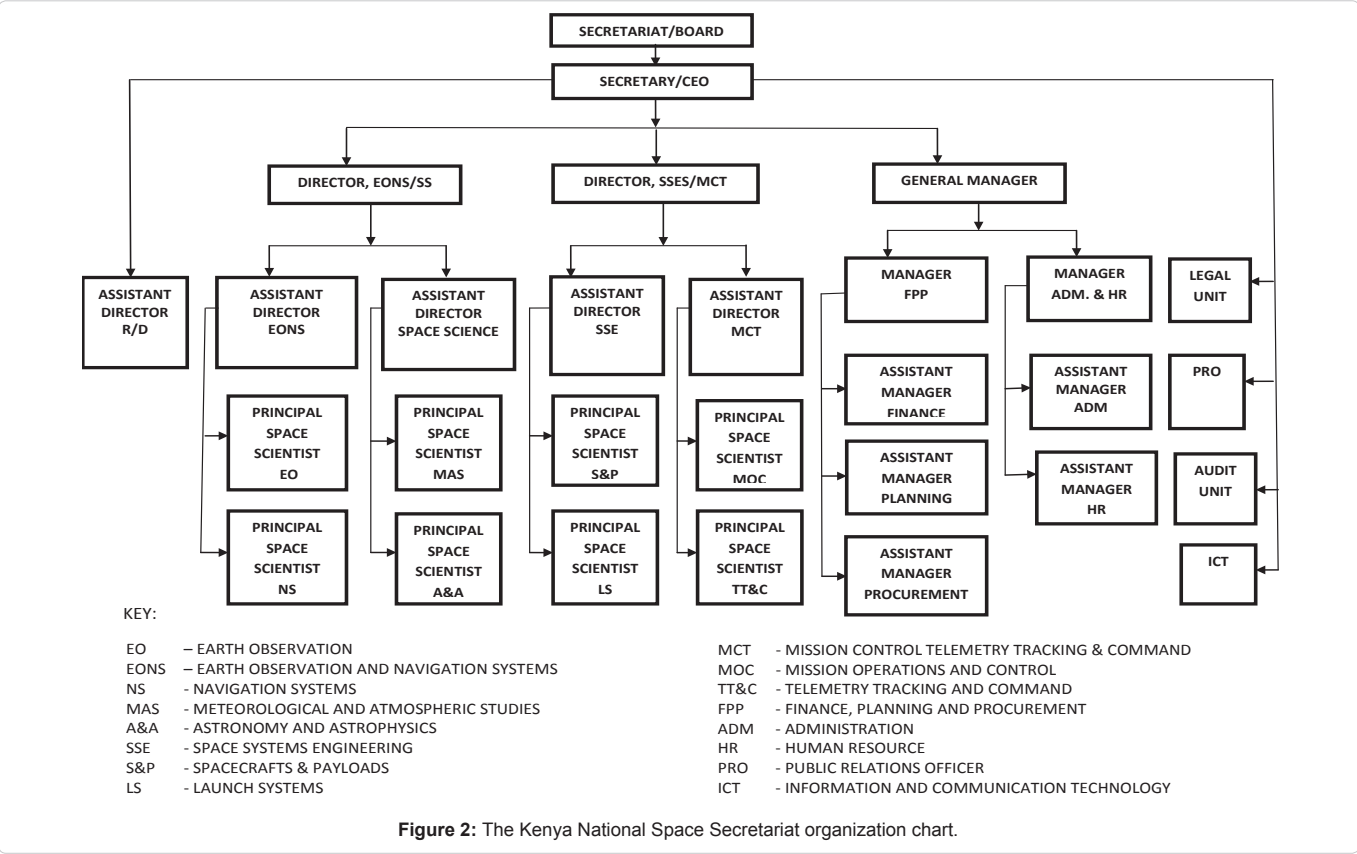 SECRETARIAT/BOARD
SECRETARY/CEO
DIRECTOR, EONS/SS
DIRECTOR, SSES/MCT
GENERAL MANAGER
ASSISTANT
DIRECTOR
R/D
ASSISTANT
DIRECTOR
EONS
ASSISTANT
DIRECTOR
SPACE SCIENCE
ASSISTANT
DIRECTOR
SSE
ASSISTANT
DIRECTOR
MCT
MANAGER
FPP
MANAGER
ADM. & HR
LEGAL
UNIT
PRINCIPAL
SPACE
SCIENTIST
EO
PRINCIPAL
SPACE
SCIENTIST
MAS
PRINCIPAL
SPACE
SCIENTIST
S&P
PRINCIPAL
SPACE
SCIENTIST
MOC
ASSISTANT
MANAGER
FINANCE
ASSISTANT
MANAGER
ADM
PRO
ASSISTANT
MANAGER
PLANNING
ASSISTANT
MANAGER
HR
AUDIT
UNIT
PRINCIPAL
SPACE
SCIENTIST
NS
PRINCIPAL
SPACE
SCIENTIST
A&A
PRINCIPAL
SPACE
SCIENTIST
LS
PRINCIPAL
SPACE
SCIENTIST
TT&C
ASSISTANT
MANAGER
PROCUREMENT
ICT
KEY:
EO – EARTH OBSERVATION
EONS – EARTH OBSERVATION AND NAVIGATION SYSTEMS
NS - NAVIGATION SYSTEMS
MAS - METEOROLOGICAL AND ATMOSPHERIC STUDIES
A&A - ASTRONOMY AND ASTROPHYSICS
SSE - SPACE SYSTEMS ENGINEERING
S&P - SPACECRAFTS & PAYLOADS
LS - LAUNCH SYSTEMS
MCT - MISSION CONTROL TELEMETRY TRACKING & COMMAND
MOC - MISSION OPERATIONS AND CONTROL
TT&C - TELEMETRY TRACKING AND COMMAND
FPP - FINANCE, PLANNING AND PROCUREMENT
ADM - ADMINISTRATION
HR - HUMAN RESOURCE
PRO - PUBLIC RELATIONS OFFICER
ICT - INFORMATION AND COMMUNICATION TECHNOLOGY
Figure 2: The Kenya National Space Secretariat organization chart.